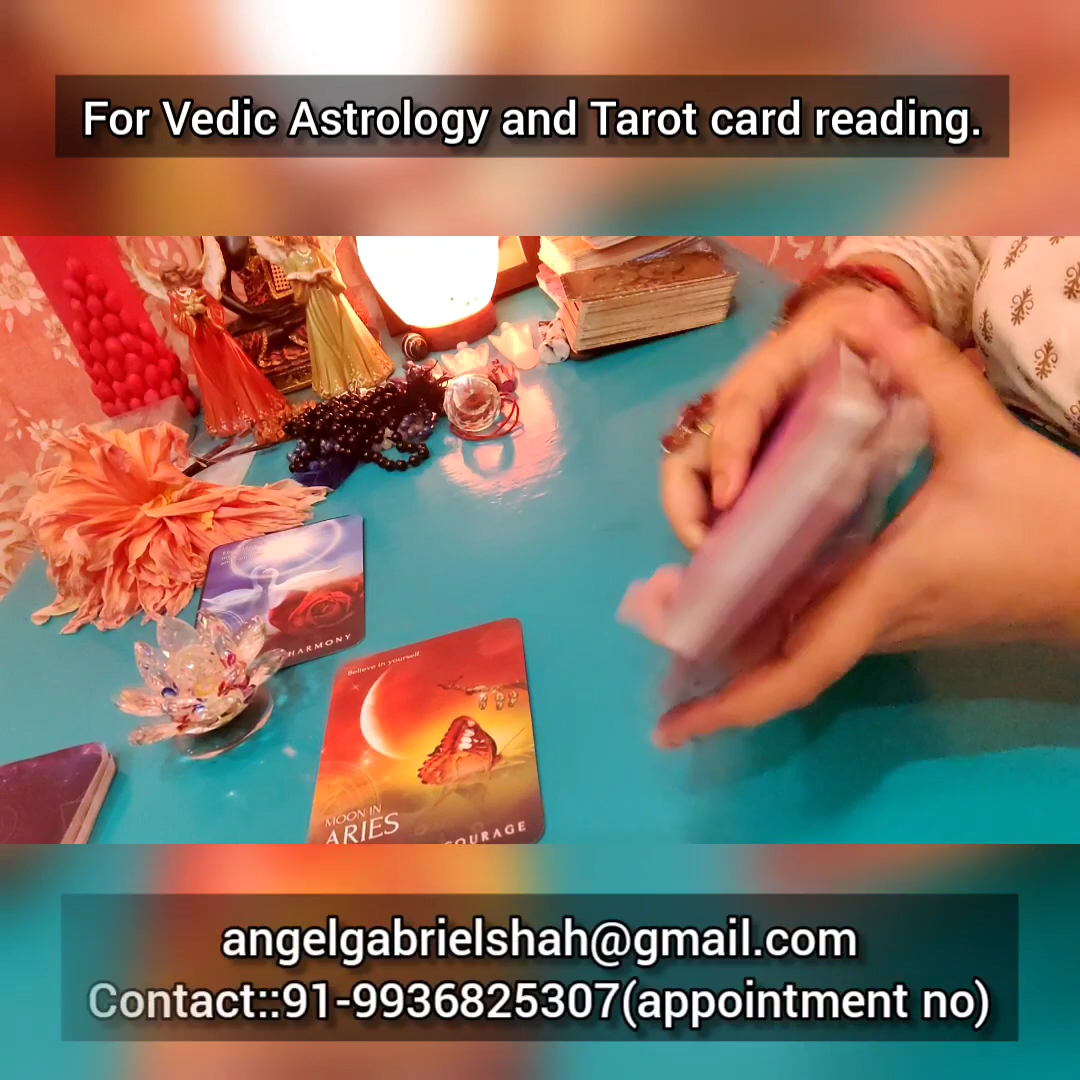 For Vedic Astrology and Tarot card reading.
HARMONY
Believe in yourself
MOON IN
ARIES
COURAGE
angelgabrielshah@gmail.com
Contact::91-9936825307(appointment no)